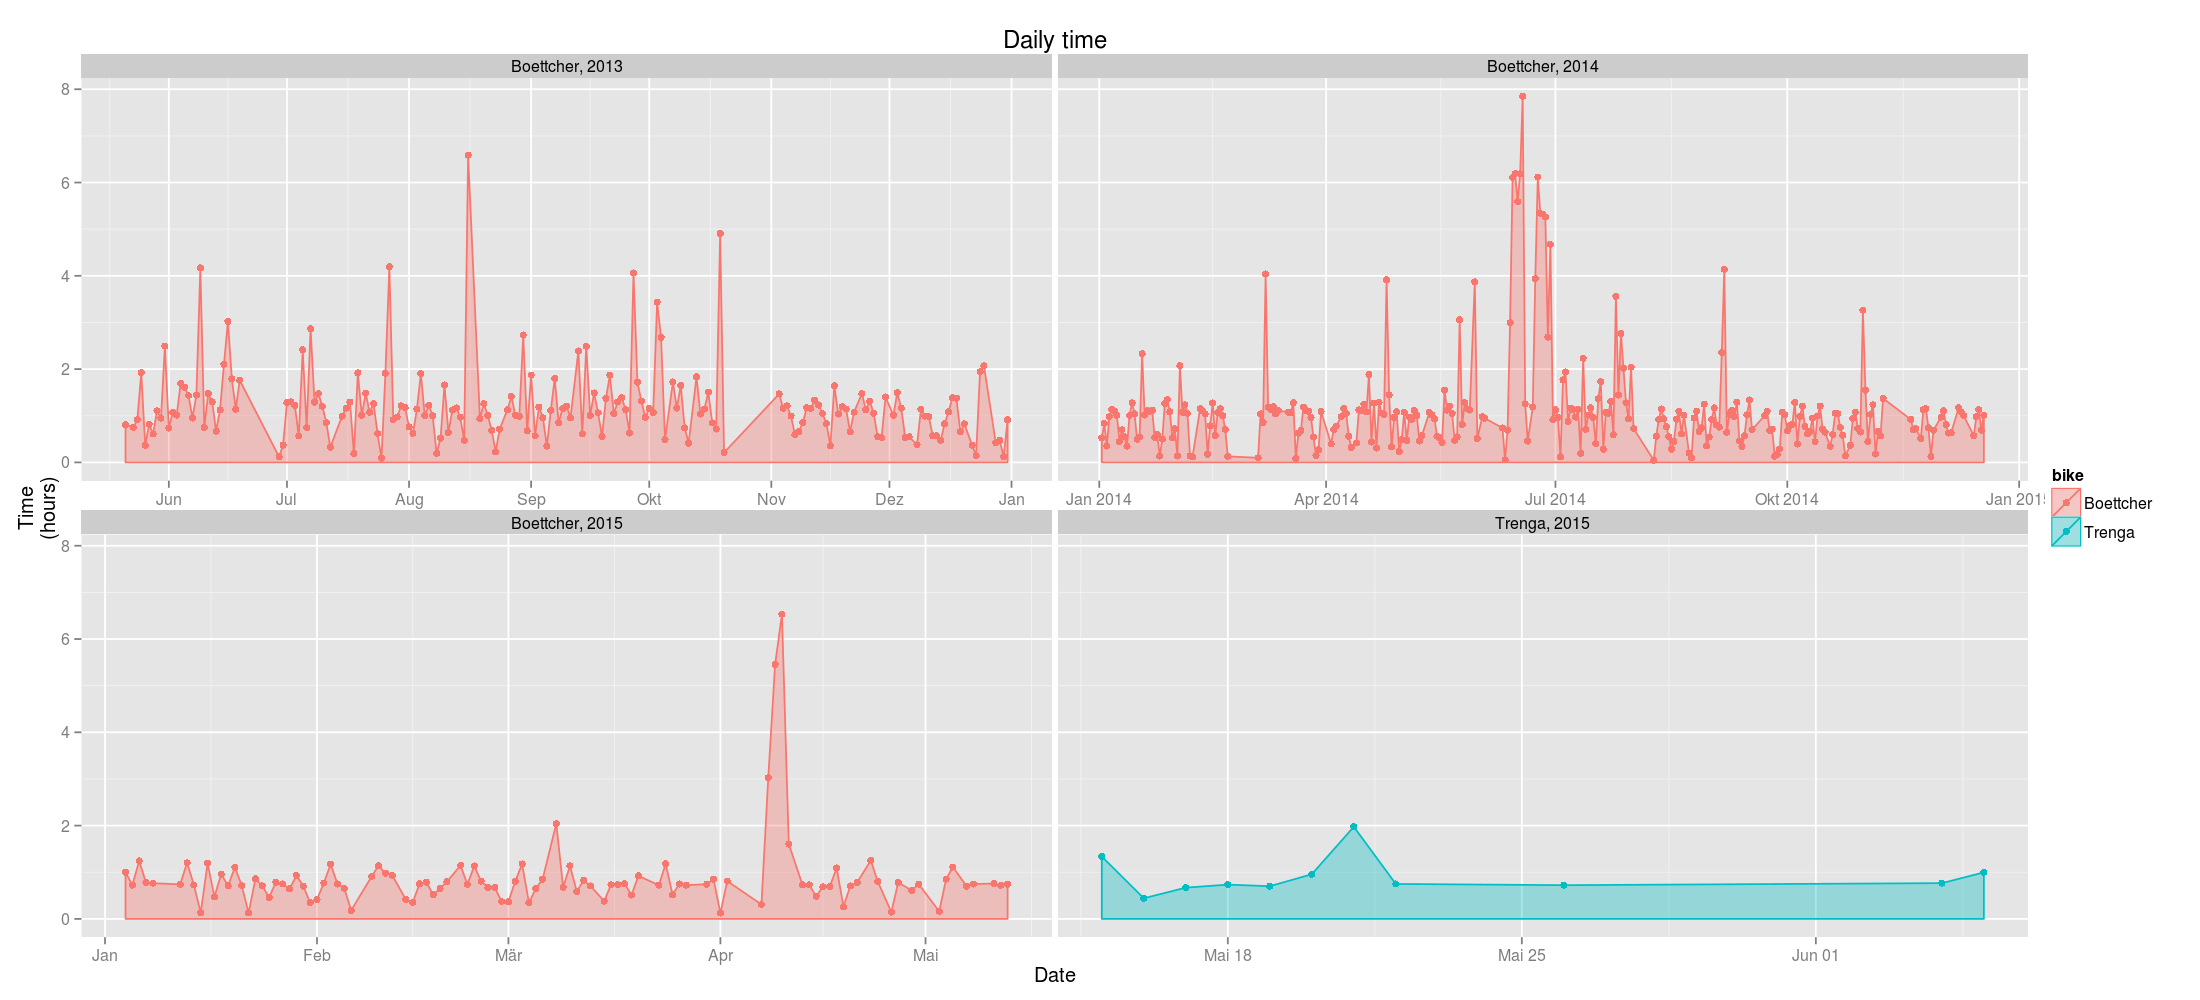 Daily time
Boettcher, 2013
Boettcher, 2014
8
6
4
2
0
Jun Jul Aug Sep Okt Nov Dez Jan
Jan 2014 Apr 2014 Jul 2014 Okt 2014 Jan 201
Boettcher, 2015
Trenga, 2015
8
6
4
2
0
Jan Feb Mär Apr Mai
Mai 18 Mai 25 Jun 01
Time
(hours)
Date
bike
Boettcher
Trenga